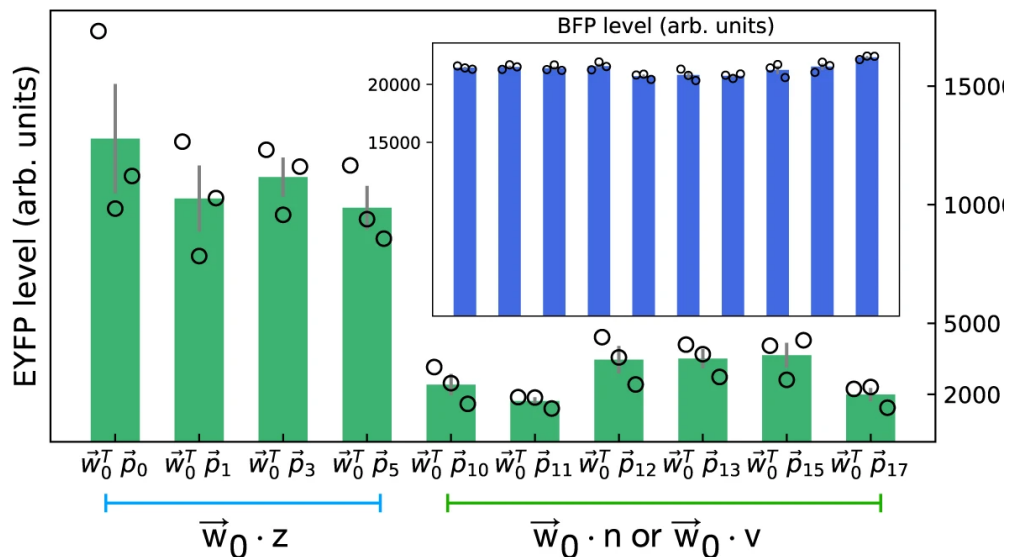 BFP level (arb. units)
20000
15000
EYFP level (arb. units)
15000
10000
5000
2000
w⃗₀ᵀ p⃗₀ w⃗₀ᵀ p⃗₁ w⃗₀ᵀ p⃗₃ w⃗₀ᵀ p⃗₅ w⃗₀ᵀ p⃗₁₀ w⃗₀ᵀ p⃗₁₁ w⃗₀ᵀ p⃗₁₂ w⃗₀ᵀ p⃗₁₃ w⃗₀ᵀ p⃗₁₅ w⃗₀ᵀ p⃗₁₇
w⃗₀ · z
w⃗₀ · n or w⃗₀ · v